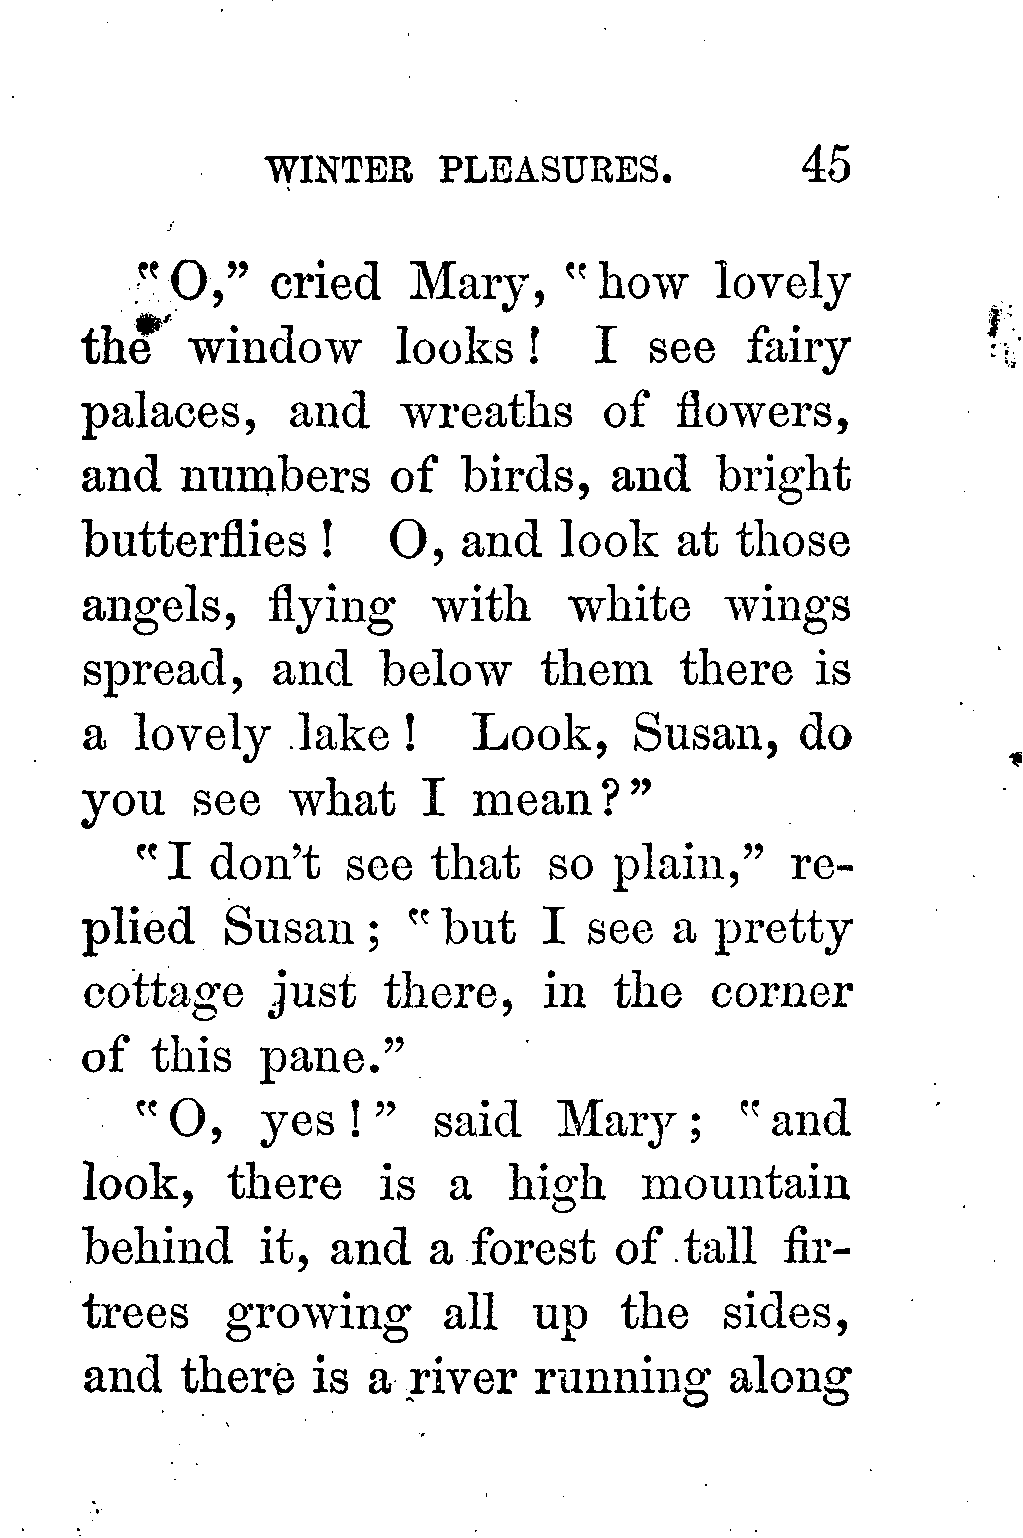 WINTER PLEASURES. 45
"O," cried Mary, "how lovely
the window looks! I see fairy
palaces, and wreaths of flowers,
and numbers of birds, and bright
butterflies! O, and look at those
angels, flying with white wings
spread, and below them there is
a lovely lake! Look, Susan, do
you see what I mean?"
"I don't see that so plain," re-
plied Susan; "but I see a pretty
cottage just there, in the corner
of this pane."
"O, yes!" said Mary; "and
look, there is a high mountain
behind it, and a forest of tall fir-
trees growing all up the sides,
and there is a river running along